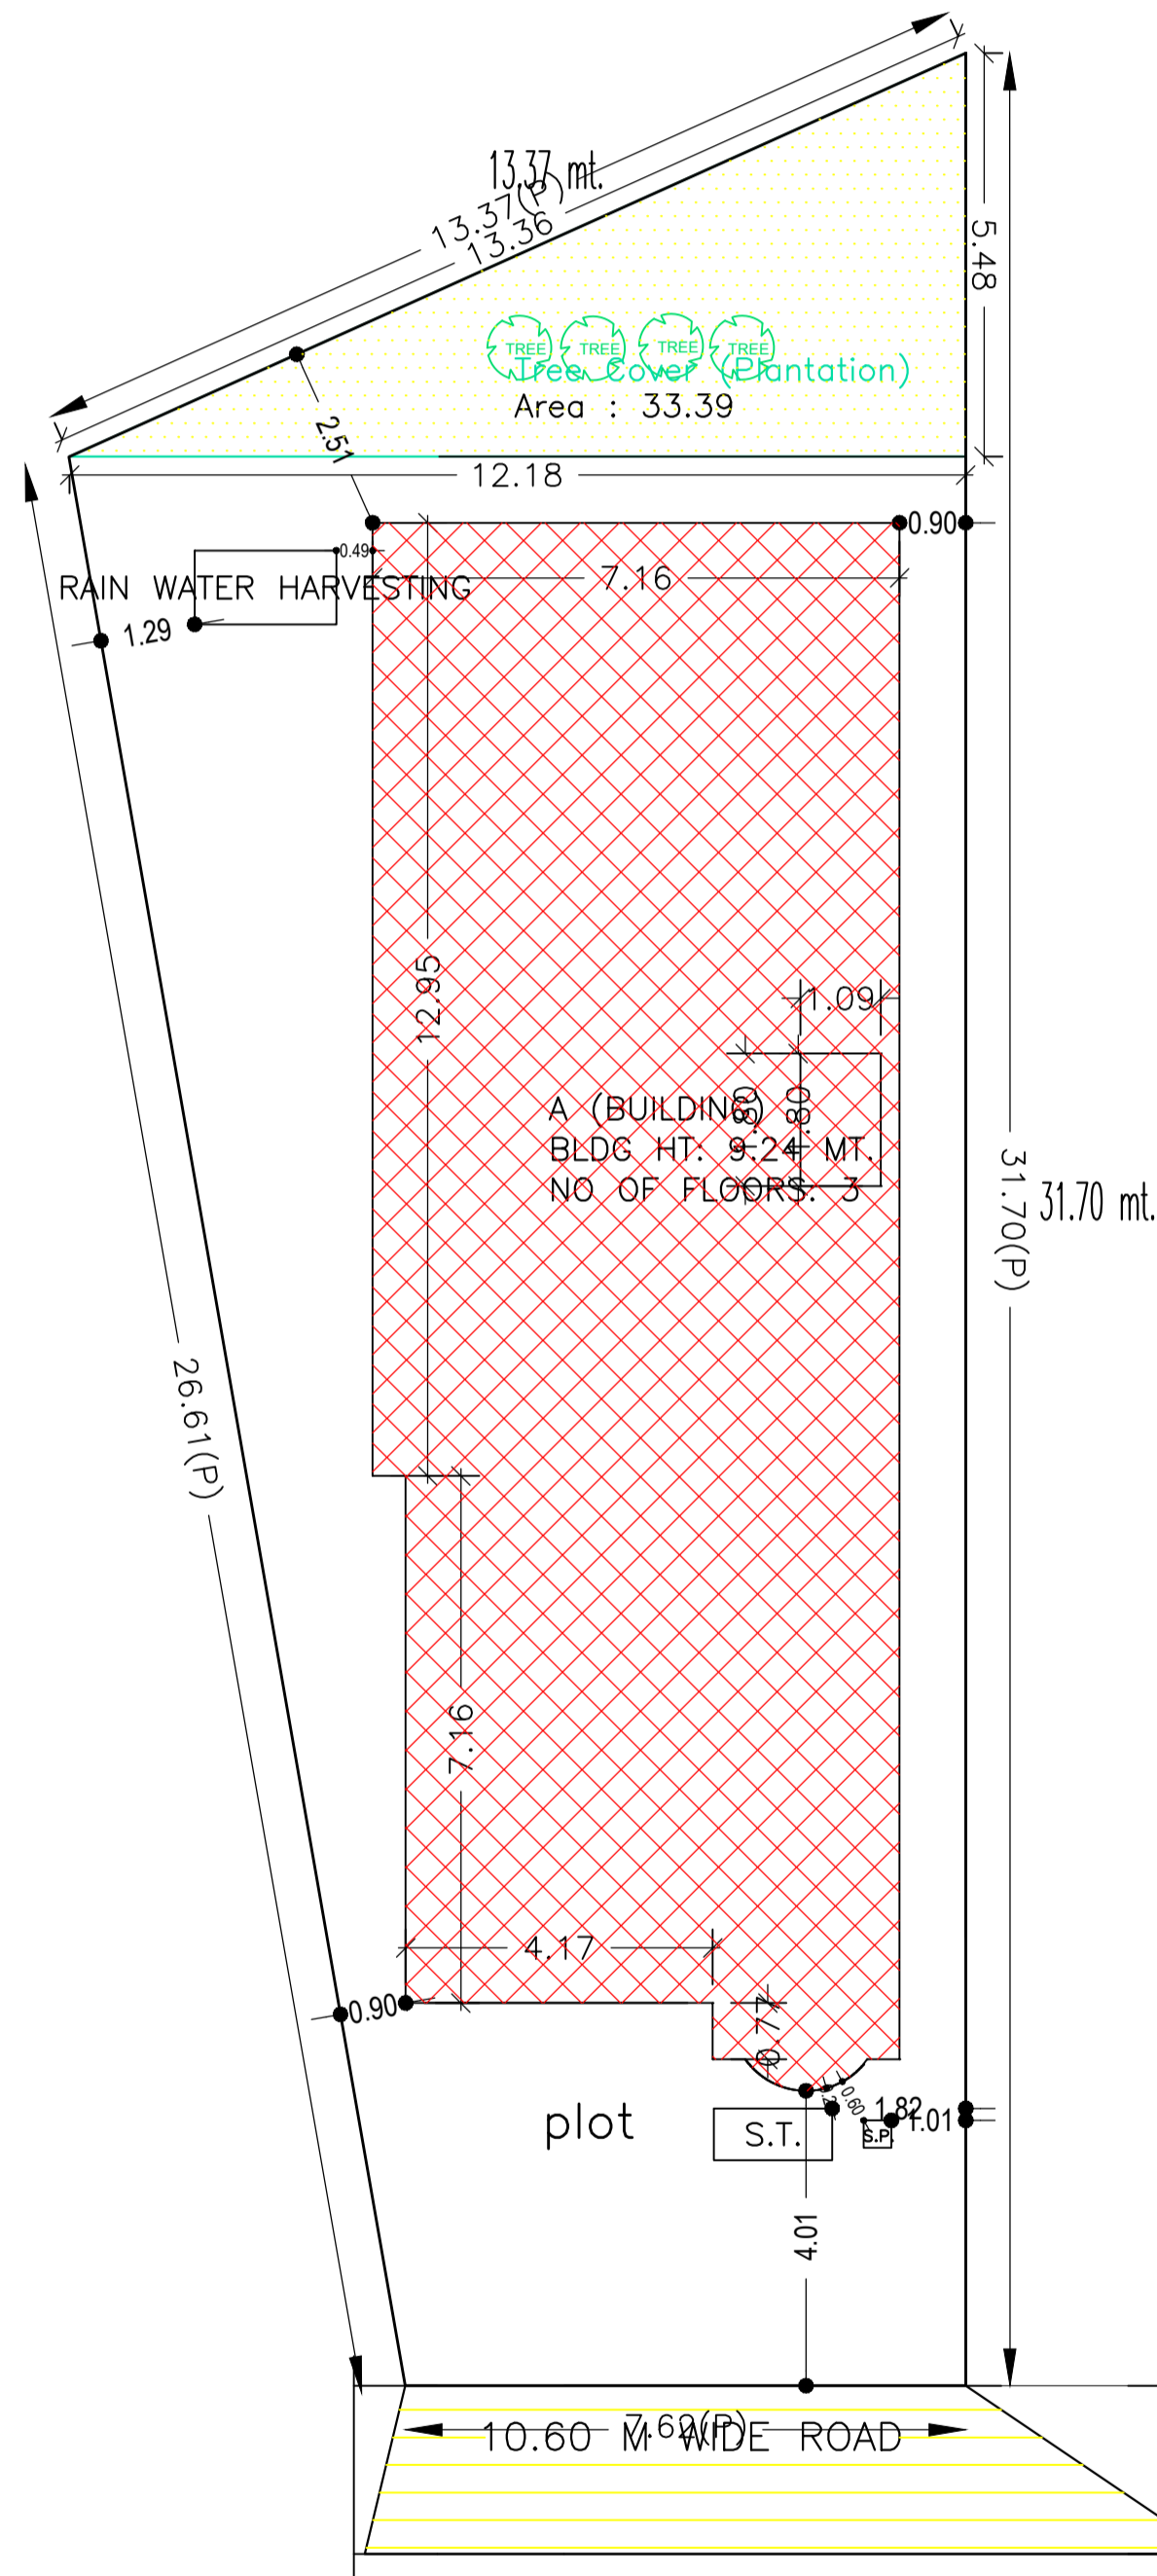 13.37 mt.
13.37(P)
13.36
5.48
TREE TREE TREE TREE
Tree Cover (Plantation)
Area : 33.39
2.51
12.18
0.90
0.49
7.16
RAIN WATER HARVESTING
1.29
12.95
1.09
A (BUILDING)
BLDG HT: 9.24 MT.
NO OF FLOORS: 3
1.80
31.70(P)
31.70 mt.
26.61(P)
7.16
4.17
0.77
0.90
0.60
1.82
1.01
plot
S.T.
S.P.
4.01
7.62(P)
10.60 M WIDE ROAD